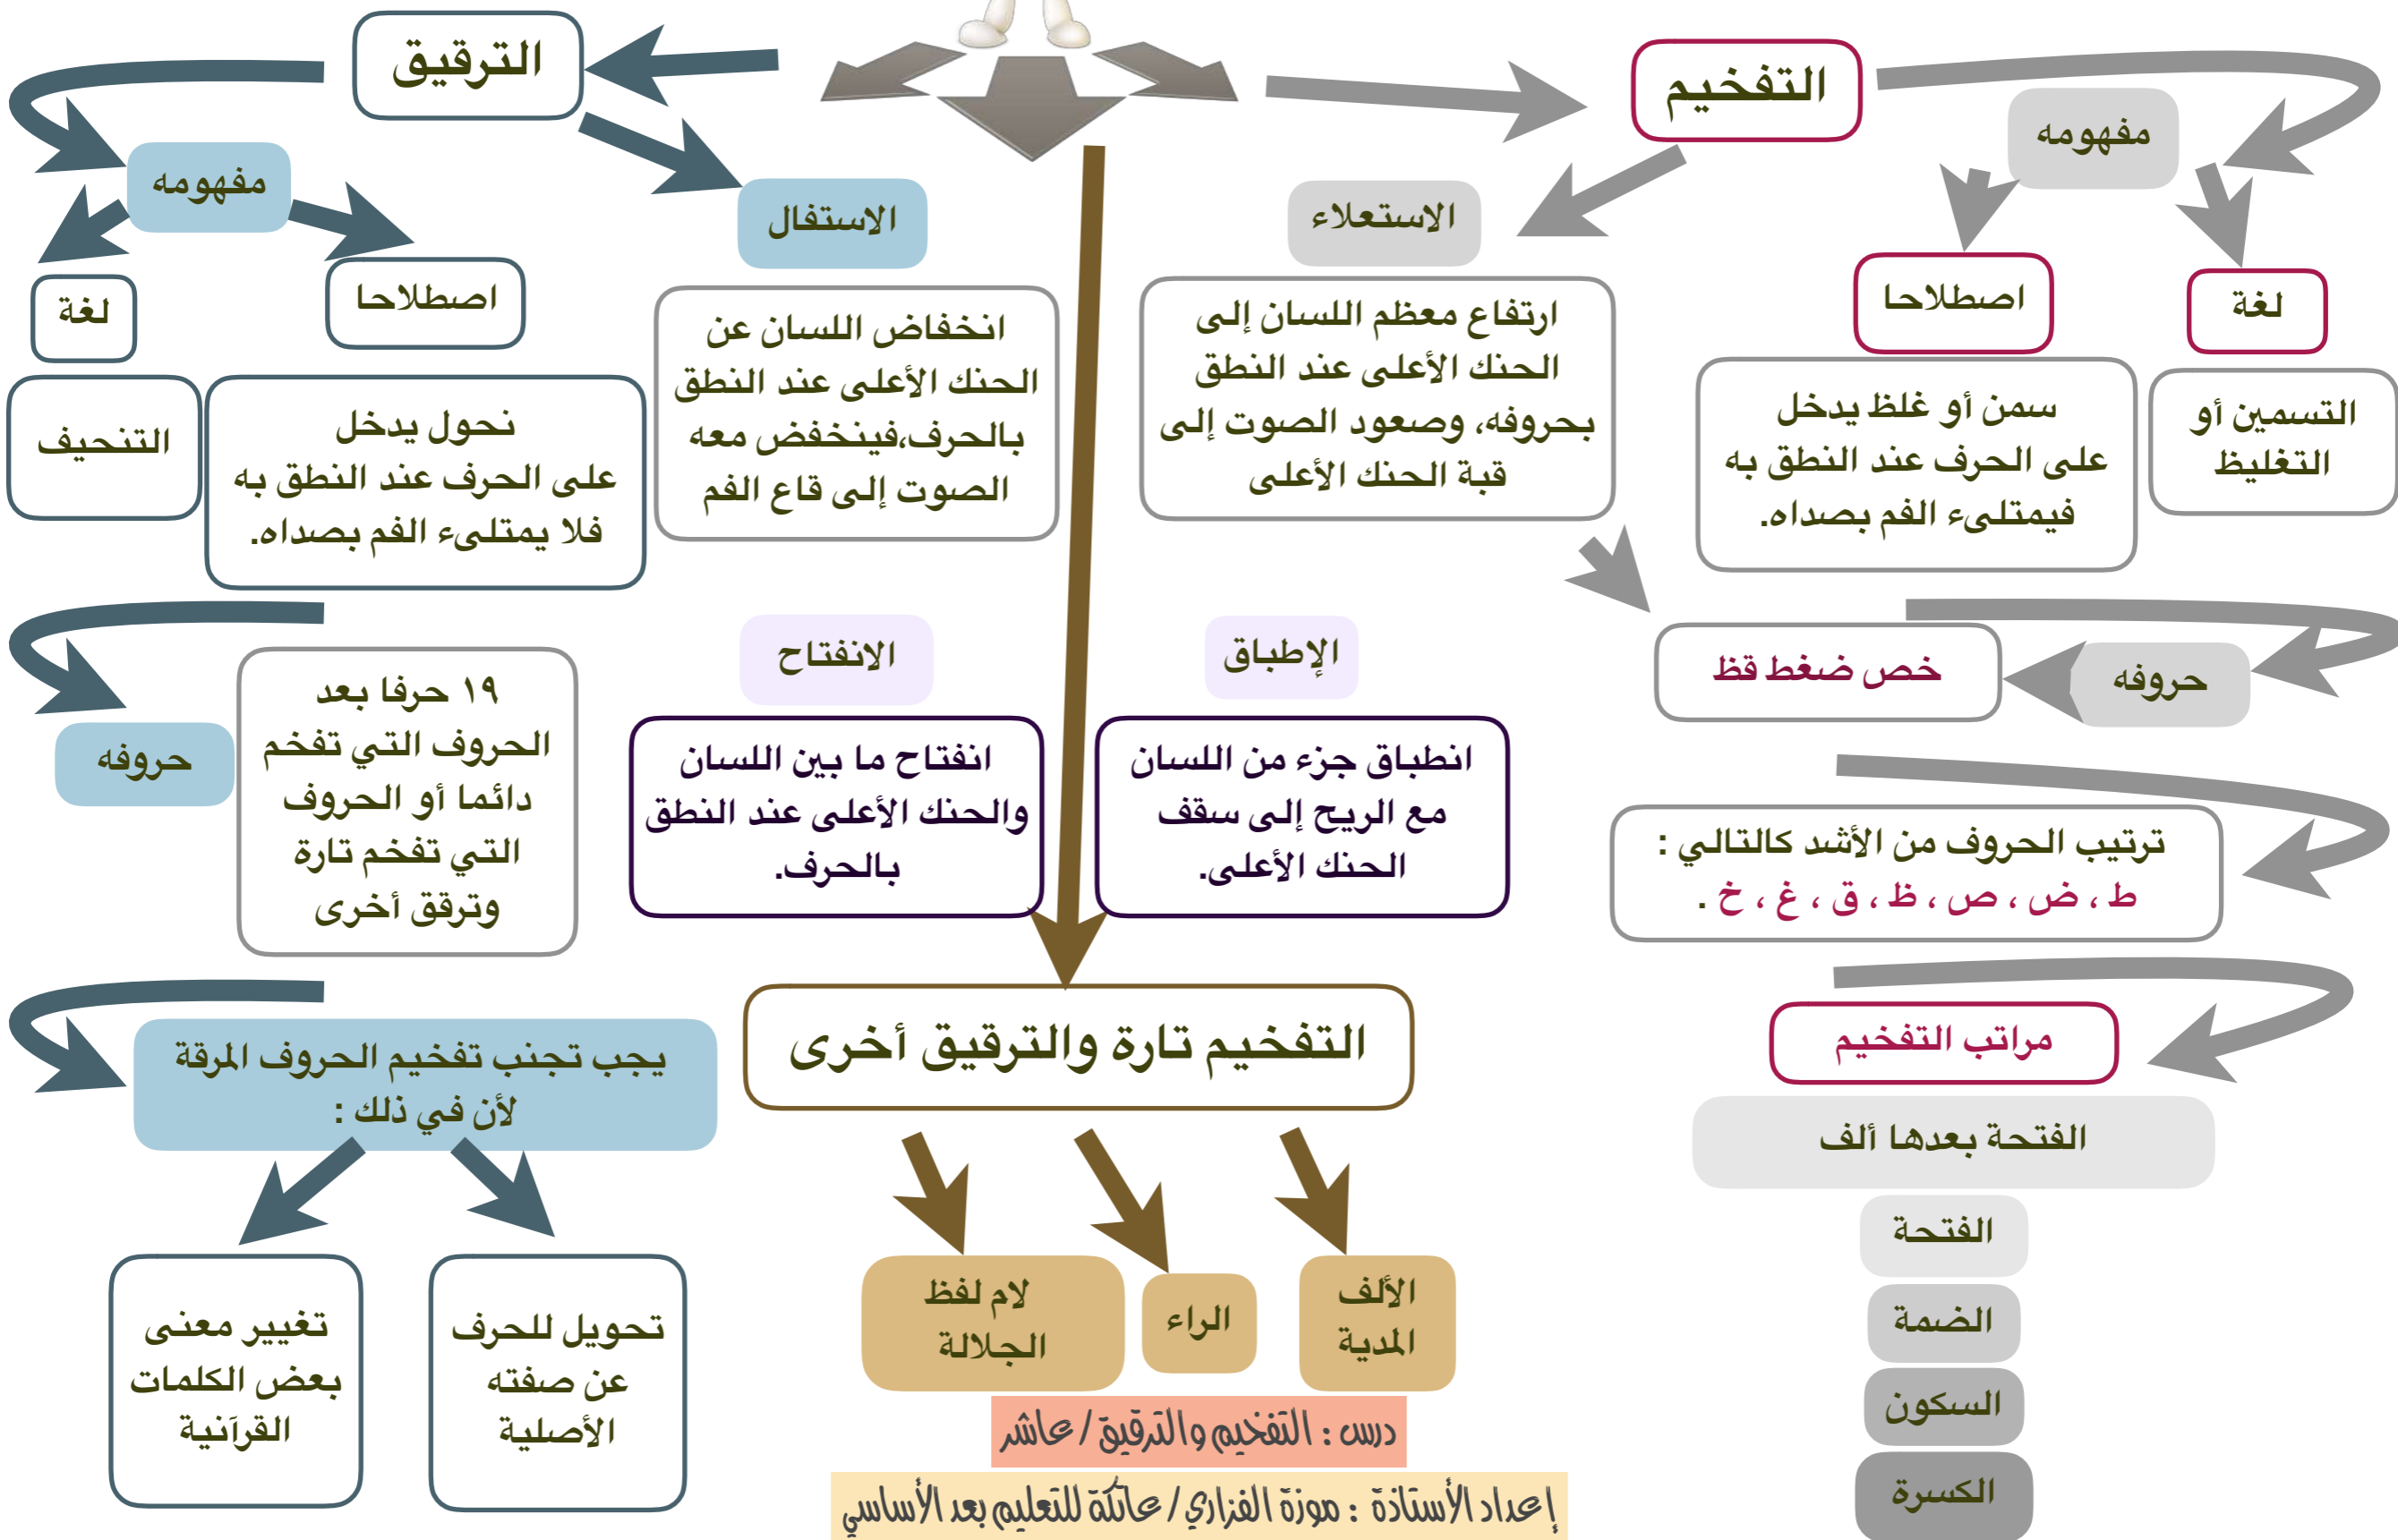 التفخيم
مفهومه
لغة
التسمين أو
التغليظ
اصطلاحا
سمن أو غلظ يدخل
على الحرف عند النطق به
فيمتلىء الفم بصداه.
الاستعلاء
ارتفاع معظم اللسان إلى
الحنك الأعلى عند النطق
بحروفه، وصعود الصوت إلى
قبة الحنك الأعلى
حروفه
خص ضغط قظ
ترتيب الحروف من الأشد كالتالي :
ط ، ض ، ص ، ظ ، ق ، غ ، خ .
مراتب التفخيم
الفتحة بعدها ألف
الفتحة
الضمة
السكون
الكسرة
الإطباق
انطباق جزء من اللسان
مع الريح إلى سقف
الحنك الأعلى.
الترقيق
مفهومه
لغة
التنحيف
اصطلاحا
نحول يدخل
على الحرف عند النطق به
فلا يمتلىء الفم بصداه.
الاستفال
انخفاض اللسان عن
الحنك الأعلى عند النطق
بالحرف،فينخفض معه
الصوت إلى قاع الفم
الانفتاح
انفتاح ما بين اللسان
والحنك الأعلى عند النطق
بالحرف.
حروفه
١٩ حرفا بعد
الحروف التي تفخم
دائما أو الحروف
التي تفخم تارة
وترقق أخرى
يجب تجنب تفخيم الحروف المرقة
لأن في ذلك :
تحويل للحرف
عن صفته
الأصلية
تغيير معنى
بعض الكلمات
القرآنية
التفخيم تارة والترقيق أخرى
الألف
المدية
الراء
لام لفظ
الجلالة
درس : التفخيم والترقيق / عاشر
إعداد الأستاذة : موزة الفزاري / عاتكة للتعليم بعد الأساسي